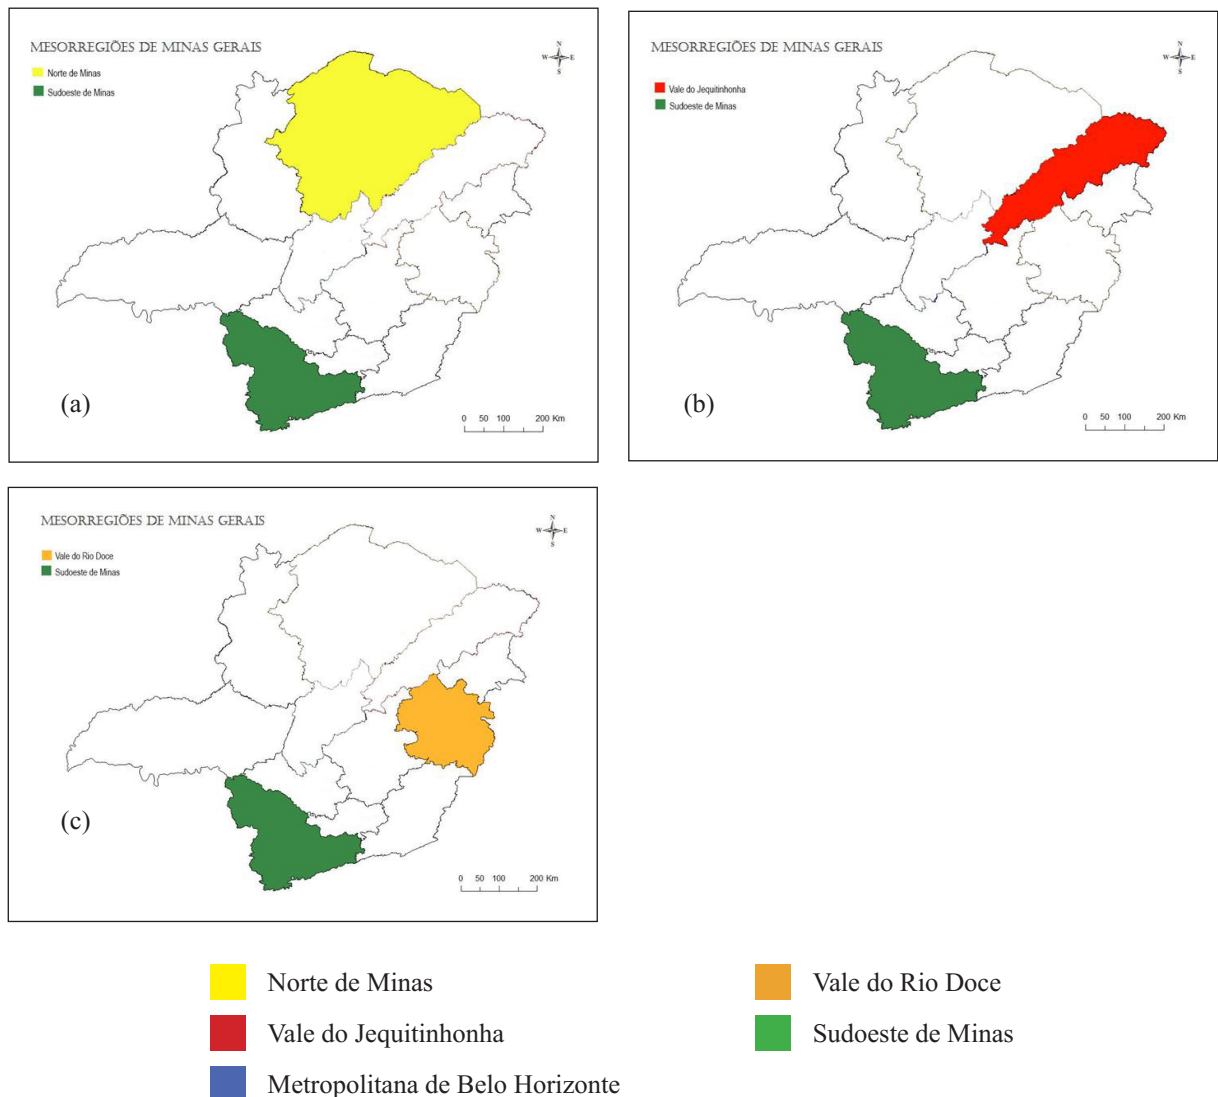 MESORREGIÕES DE MINAS GERAIS
Norte de Minas
Sudoeste de Minas
N
W E
S
(a)
0 50 100 200 Km
MESORREGIÕES DE MINAS GERAIS
Vale do Jequitinhonha
Sudoeste de Minas
N
W E
S
(b)
0 50 100 200 Km
MESORREGIÕES DE MINAS GERAIS
Vale do Rio Doce
Sudoeste de Minas
N
W E
S
(c)
0 50 100 200 Km
Norte de Minas
Vale do Jequitinhonha
Metropolitana de Belo Horizonte
Vale do Rio Doce
Sudoeste de Minas